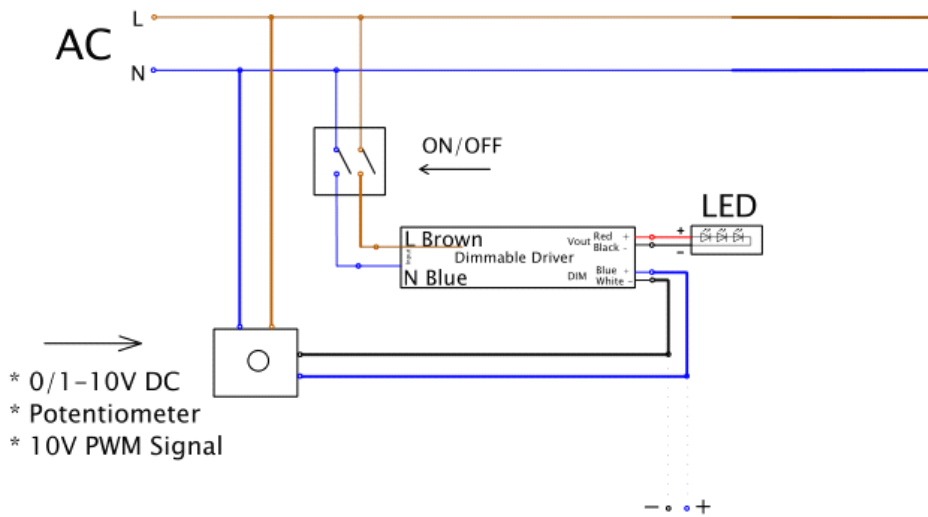 L
AC
N
ON/OFF
LED
L Brown
Input
N Blue
Dimmable Driver
Vout Red +
Black -
DIM Blue +
White -
+
−
* 0/1–10V DC
* Potentiometer
* 10V PWM Signal
− +